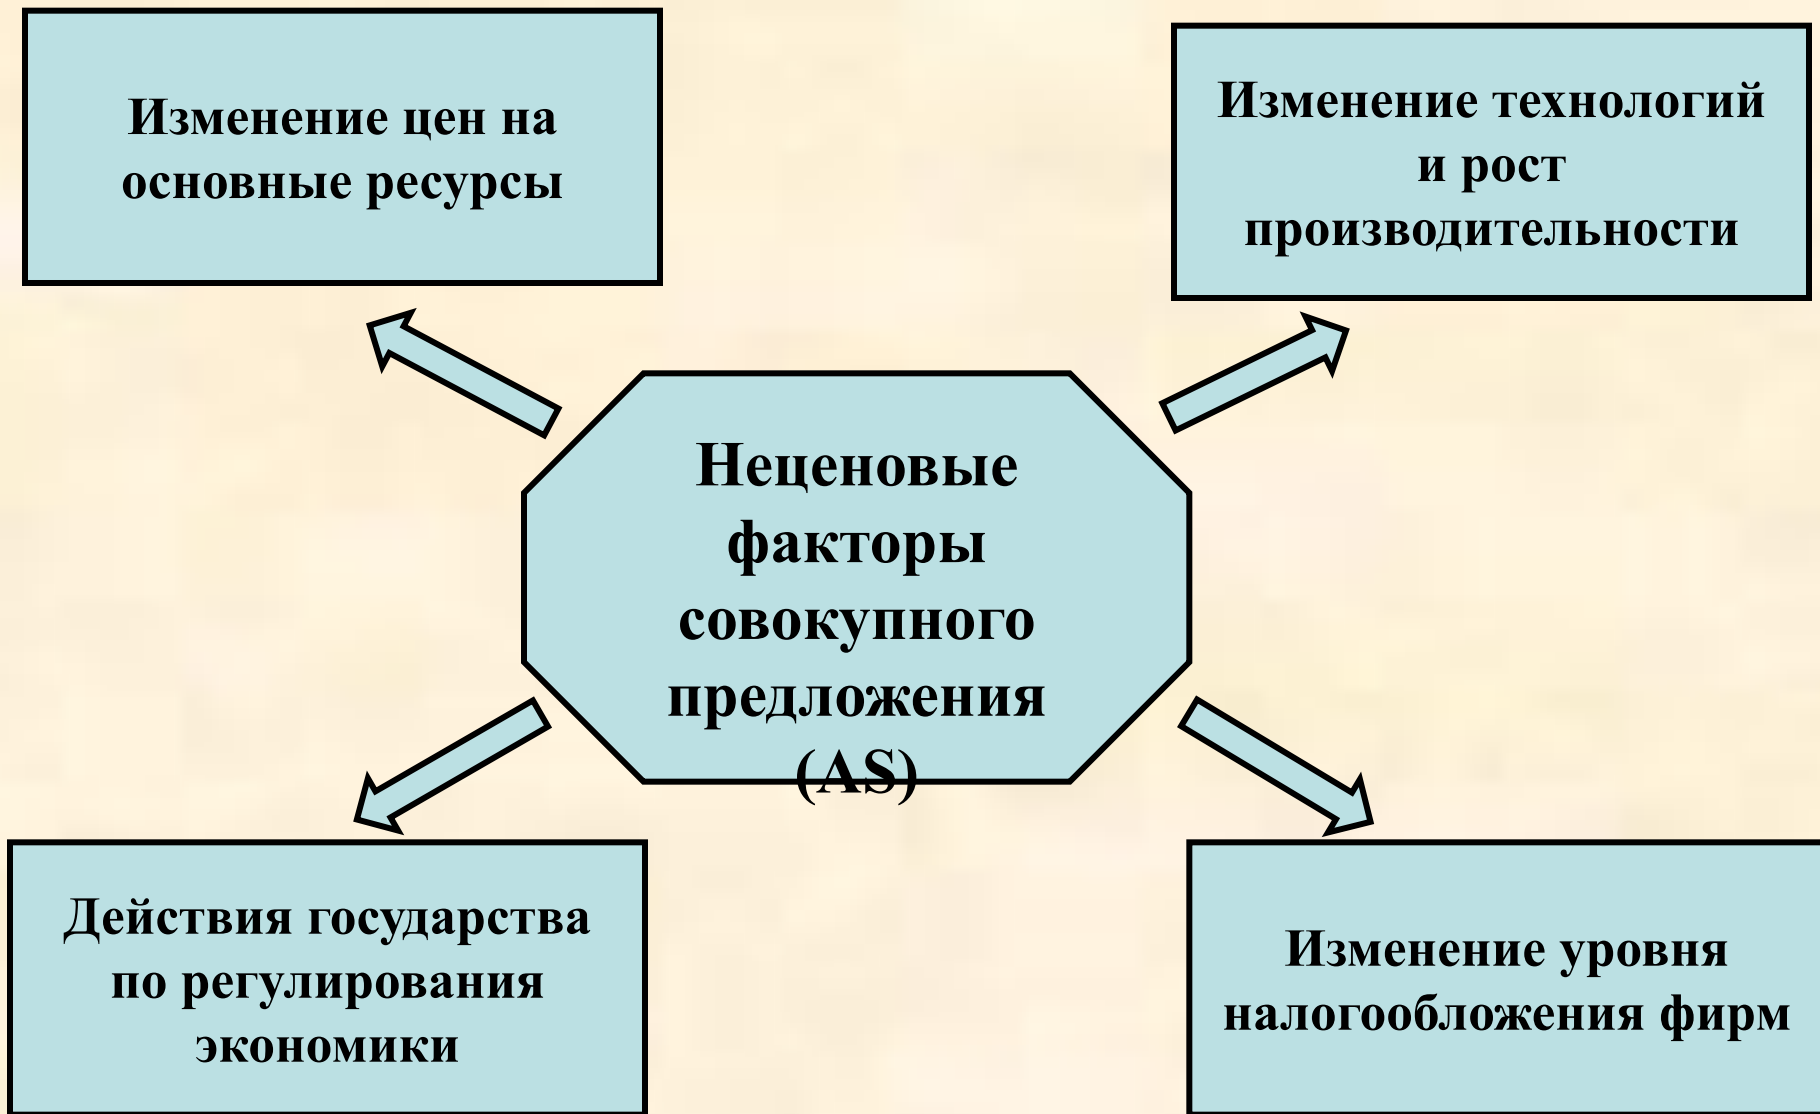 Изменение цен на
основные ресурсы
Изменение технологий
и рост
производительности
Неценовые
факторы
совокупного
предложения
(AS)
Действия государства
по регулирования
экономики
Изменение уровня
налогообложения фирм